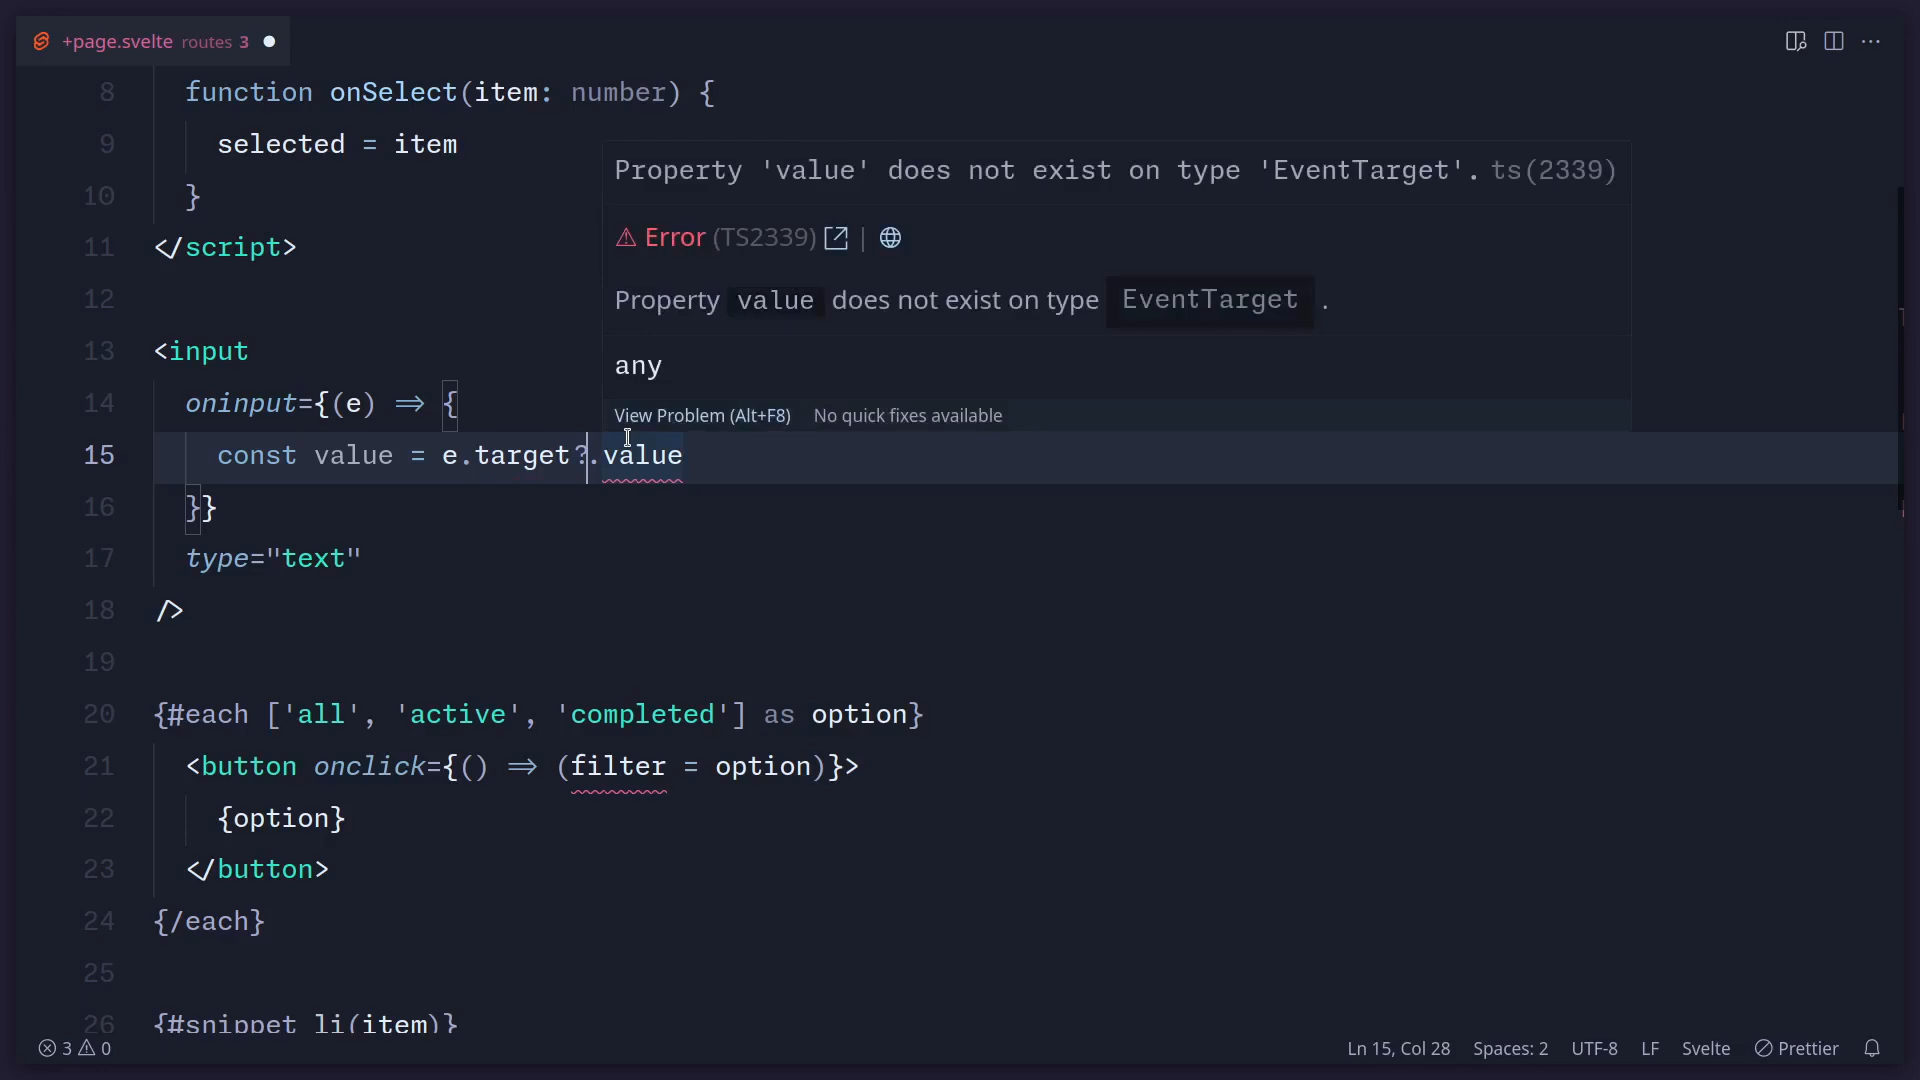 +page.svelte routes 3
8 function onSelect(item: number) {
9 selected = item
10 }
11 </script>
12
13 <input
14 oninput={(e) => {
15 const value = e.target?.value
16 }}
17 type="text"
18 />
19
20 {#each ['all', 'active', 'completed'] as option}
21 <button onclick={() => (filter = option)}>
22 {option}
23 </button>
24 {/each}
25
26 {#snippet li(item)}
Property 'value' does not exist on type 'EventTarget'. ts(2339)
Error (TS2339) |
Property value does not exist on type EventTarget .
any
View Problem (Alt+F8) No quick fixes available
3 0 Ln 15, Col 28 Spaces: 2 UTF-8 LF Svelte Prettier